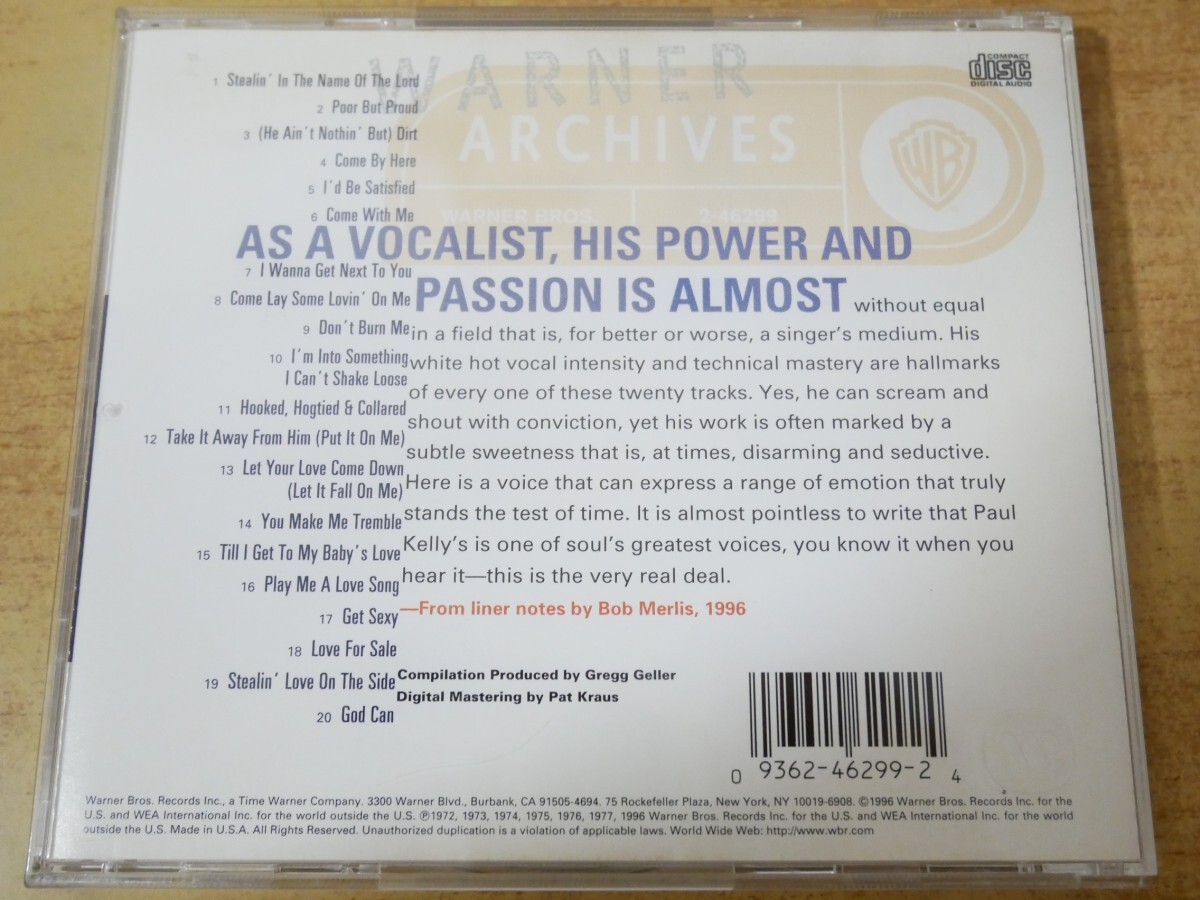 WARNER
ARCHIVES
WB
WARNER BROS. 2-46299
COMPACT
disc
DIGITAL AUDIO
1 Stealin' In The Name Of The Lord
2 Poor But Proud
3 (He Ain't Nothin' But) Dirt
4 Come By Here
5 I'd Be Satisfied
6 Come With Me
7 I Wanna Get Next To You
8 Come Lay Some Lovin' On Me
9 Don't Burn Me
10 I'm Into Something
I Can't Shake Loose
11 Hooked, Hogtied & Collared
12 Take It Away From Him (Put It On Me)
13 Let Your Love Come Down
(Let It Fall On Me)
14 You Make Me Tremble
15 Till I Get To My Baby's Love
16 Play Me A Love Song
17 Get Sexy
18 Love For Sale
19 Stealin' Love On The Side
20 God Can
AS A VOCALIST, HIS POWER AND
PASSION IS ALMOST without equal
in a field that is, for better or worse, a singer's medium. His
white hot vocal intensity and technical mastery are hallmarks
of every one of these twenty tracks. Yes, he can scream and
shout with conviction, yet his work is often marked by a
subtle sweetness that is, at times, disarming and seductive.
Here is a voice that can express a range of emotion that truly
stands the test of time. It is almost pointless to write that Paul
Kelly's is one of soul's greatest voices, you know it when you
hear it—this is the very real deal.
—From liner notes by Bob Merlis, 1996
Compilation Produced by Gregg Geller
Digital Mastering by Pat Kraus
0 9362-46299-2 4
Warner Bros. Records Inc., a Time Warner Company. 3300 Warner Blvd., Burbank, CA 91505-4694. 75 Rockefeller Plaza, New York, NY 10019-6908. ©1996 Warner Bros. Records Inc. for the
U.S. and WEA International Inc. for the world outside the U.S. ℗1972, 1973, 1974, 1975, 1976, 1977, 1996 Warner Bros. Records Inc. for the U.S. and WEA International Inc. for the world
outside the U.S. Made in U.S.A. All Rights Reserved. Unauthorized duplication is a violation of applicable laws. World Wide Web: http://www.wbr.com